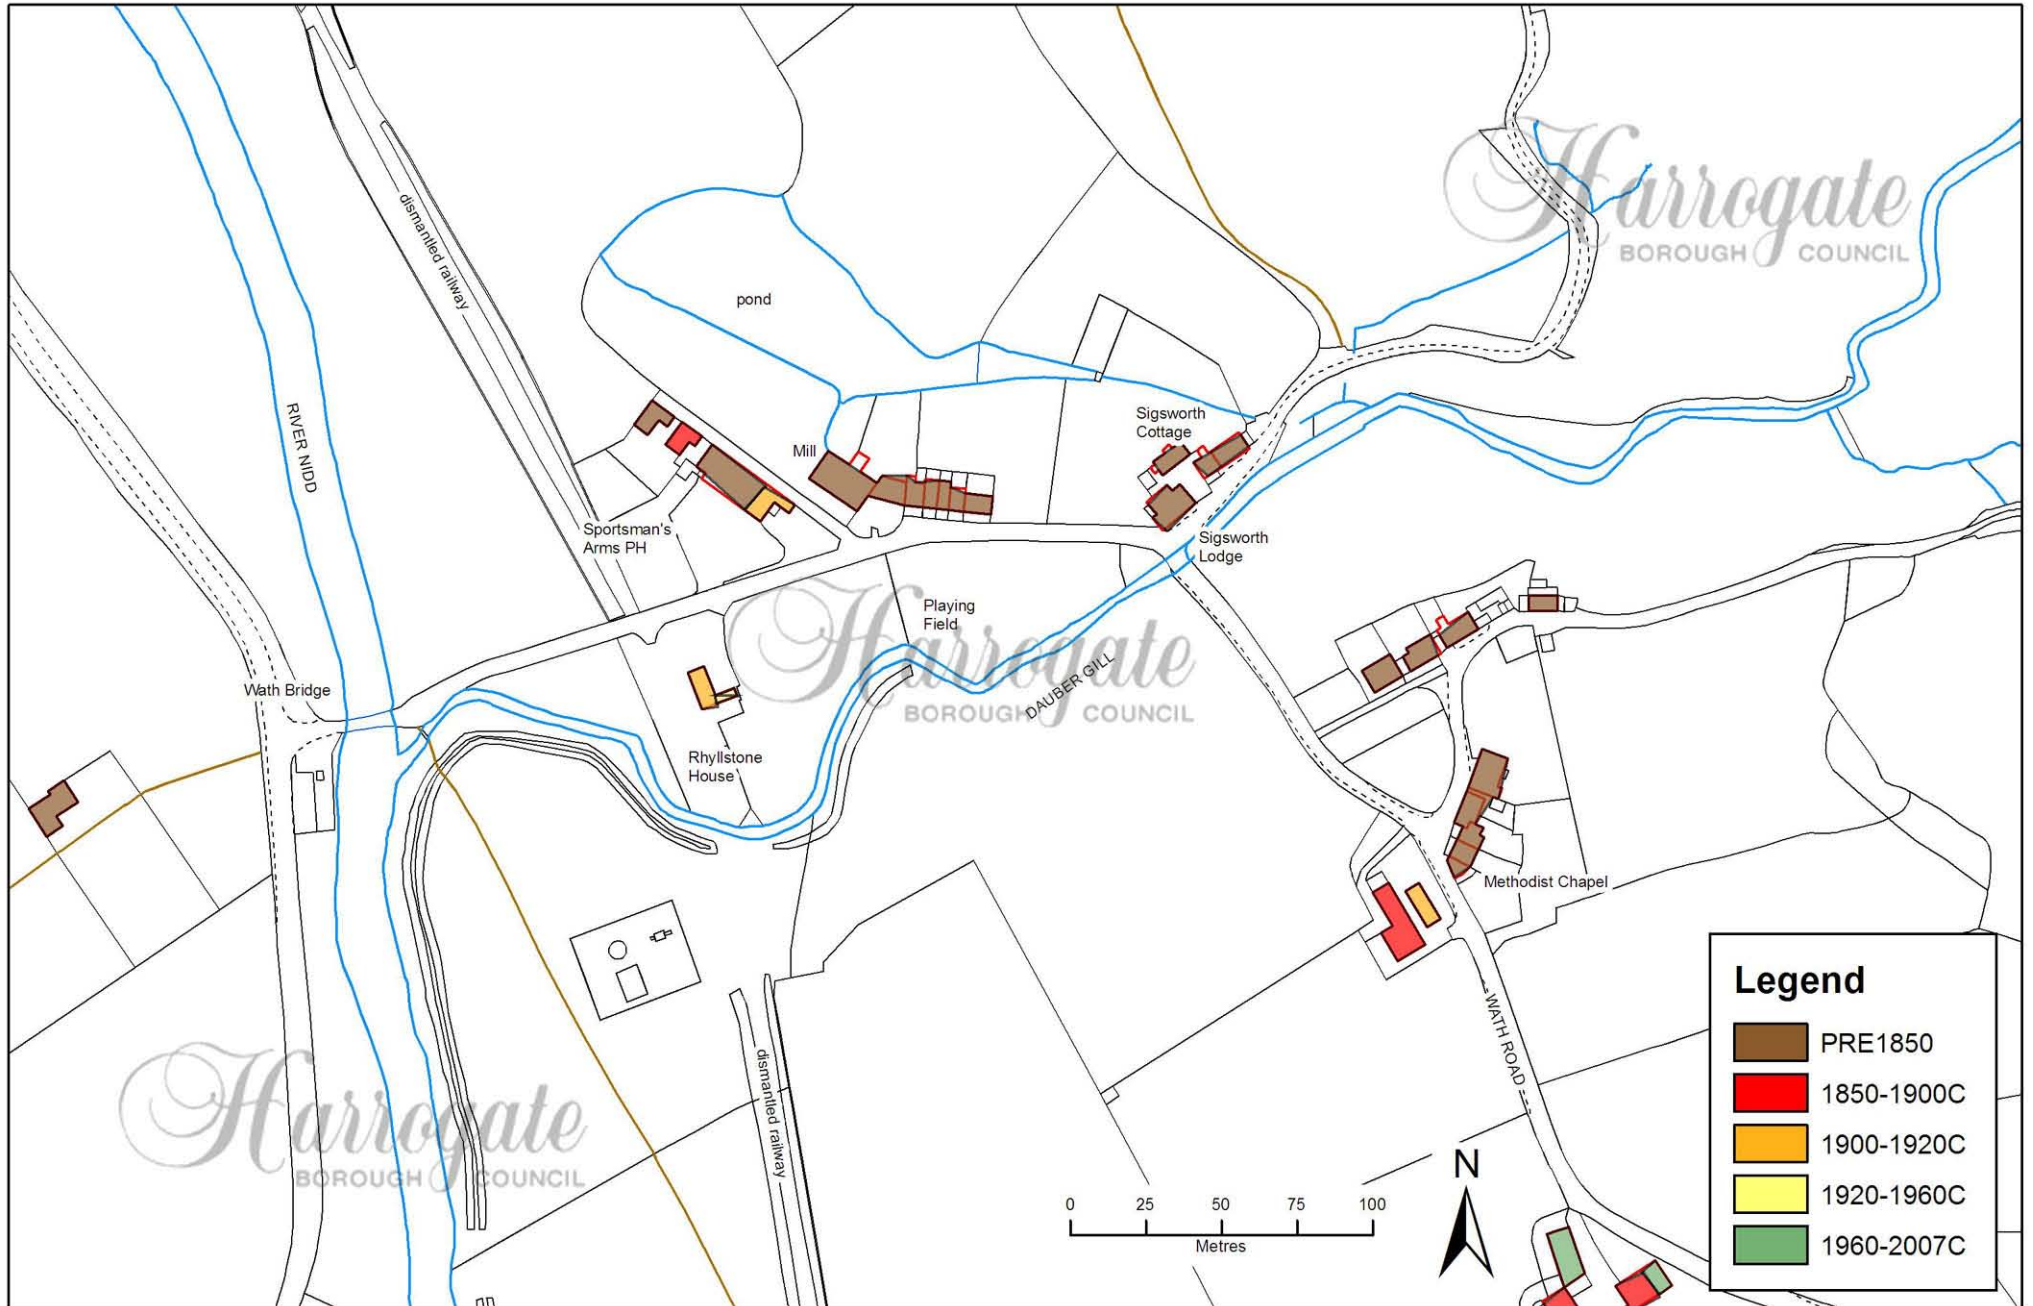 Harrogate
BOROUGH COUNCIL
dismantled railway
pond
RIVER NIDD
Sigsworth
Cottage
Mill
Sportsman's
Arms PH
Sigsworth
Lodge
Playing
Field
Harrogate
BOROUGH COUNCIL
DAUBER GILL
Wath Bridge
Rhyllstone
House
Methodist Chapel
WATH ROAD
dismantled railway
Harrogate
BOROUGH COUNCIL
0 25 50 75 100
Metres
N
Legend
PRE1850
1850-1900C
1900-1920C
1920-1960C
1960-2007C